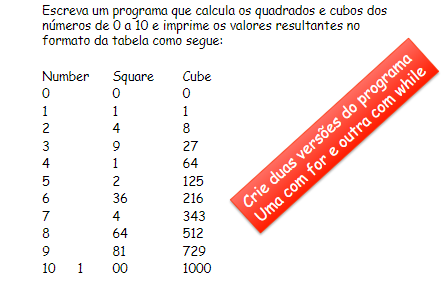 Escreva um programa que calcula os quadrados e cubos dos
números de 0 a 10 e imprime os valores resultantes no
formato da tabela como segue:
Number Square Cube
0 0 0
1 1 1
2 4 8
3 9 27
4 1 64
5 2 125
6 36 216
7 4 343
8 64 512
9 81 729
10 1 00 1000
Crie duas versões do programa
Uma com for e outra com while